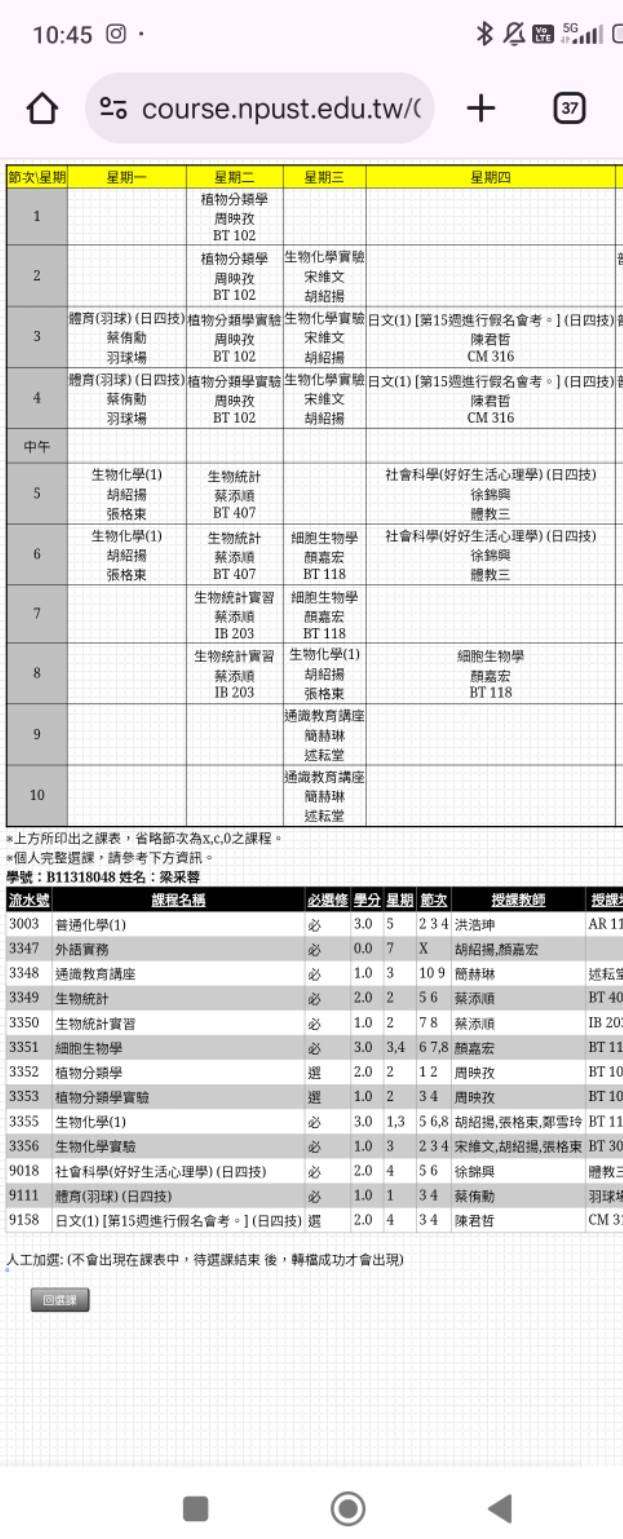 10:45
5G
course.npust.edu.tw/(
37
節次\星期 星期一 星期二 星期三 星期四
1 植物分類學 周映孜 BT 102
2 植物分類學 周映孜 BT 102 生物化學實驗 宋維文 胡紹揚
3 體育(羽球) (日四技) 蔡侑勳 羽球場 植物分類學實驗 周映孜 BT 102 生物化學實驗 宋維文 胡紹揚 日文(1) [第15週進行假名會考。] (日四技) 陳君哲 CM 316
4 體育(羽球) (日四技) 蔡侑勳 羽球場 植物分類學實驗 周映孜 BT 102 生物化學實驗 宋維文 胡紹揚 日文(1) [第15週進行假名會考。] (日四技) 陳君哲 CM 316
中午
5 生物化學(1) 胡紹揚 張格東 生物統計 蔡添順 BT 407 社會科學(好好生活心理學) (日四技) 徐錦興 體教三
6 生物化學(1) 胡紹揚 張格東 生物統計 蔡添順 BT 407 細胞生物學 顏嘉宏 BT 118 社會科學(好好生活心理學) (日四技) 徐錦興 體教三
7 生物統計實習 蔡添順 IB 203 細胞生物學 顏嘉宏 BT 118
8 生物統計實習 蔡添順 IB 203 生物化學(1) 胡紹揚 張格東 細胞生物學 顏嘉宏 BT 118
9 通識教育講座 簡赫琳 述耘堂
10 通識教育講座 簡赫琳 述耘堂
*上方所印出之課表，省略節次為x,c,0之課程。
*個人完整選課，請參考下方資訊。
學號：B11318048 姓名：梁采蓉
流水號 課程名稱 必選修 學分 星期 節次 授課教師 授課
3003 普通化學(1) 必 3.0 5 2 3 4 洪浩珅 AR 11
3347 外語實務 必 0.0 7 X 胡紹揚,顏嘉宏
3348 通識教育講座 必 1.0 3 10 9 簡赫琳 述耘堂
3349 生物統計 必 2.0 2 5 6 蔡添順 BT 40
3350 生物統計實習 必 1.0 2 7 8 蔡添順 IB 203
3351 細胞生物學 必 3.0 3,4 6 7,8 顏嘉宏 BT 11
3352 植物分類學 選 2.0 2 1 2 周映孜 BT 10
3353 植物分類學實驗 選 1.0 2 3 4 周映孜 BT 10
3355 生物化學(1) 必 3.0 1,3 5 6,8 胡紹揚,張格東,鄭雪玲 BT 11
3356 生物化學實驗 必 1.0 3 2 3 4 宋維文,胡紹揚,張格東 BT 30
9018 社會科學(好好生活心理學) (日四技) 必 2.0 4 5 6 徐錦興 體教三
9111 體育(羽球) (日四技) 必 1.0 1 3 4 蔡侑勳 羽球場
9158 日文(1) [第15週進行假名會考。] (日四技) 選 2.0 4 3 4 陳君哲 CM 31
人工加選: (不會出現在課表中，待選課結束 後，轉檔成功才會出現)
回選課